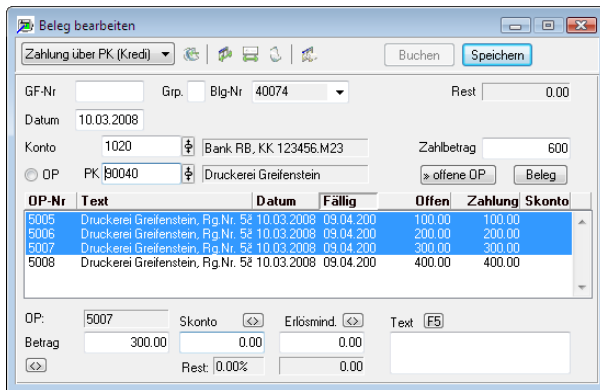 Beleg bearbeiten
Zahlung über PK (Kredi) Buchen Speichern
GF-Nr Grp. Blg-Nr 40074 Rest 0.00
Datum 10.03.2008
Konto 1020 Bank RB, KK 123456.M23 Zahlbetrag 600
OP PK 90040 Druckerei Greifenstein » offene OP Beleg
OP-Nr Text Datum Fällig Offen Zahlung Skonto
5005 Druckerei Greifenstein, Rg.Nr. 10.03.2008 09.04.200 100.00 100.00
5006 Druckerei Greifenstein, Rg.Nr. 10.03.2008 09.04.200 200.00 200.00
5007 Druckerei Greifenstein, Rg.Nr. 10.03.2008 09.04.200 300.00 300.00
5008 Druckerei Greifenstein, Rg.Nr. 10.03.2008 09.04.200 400.00 400.00
OP: 5007 Skonto <> Erlösmind. <> Text F5
Betrag 300.00 0.00 0.00
<> Rest: 0.00% 0.00